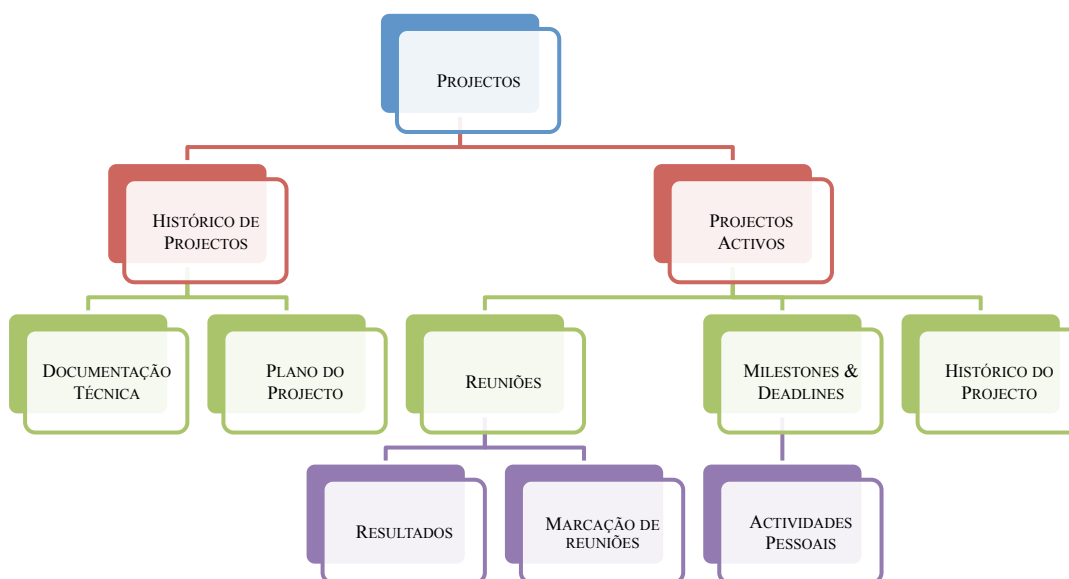 PROJECTOS
HISTÓRICO DE
PROJECTOS
PROJECTOS
ACTIVOS
DOCUMENTAÇÃO
TÉCNICA
PLANO DO
PROJECTO
REUNIÕES
MILESTONES &
DEADLINES
HISTÓRICO DO
PROJECTO
RESULTADOS
MARCAÇÃO DE
REUNIÕES
ACTIVIDADES
PESSOAIS